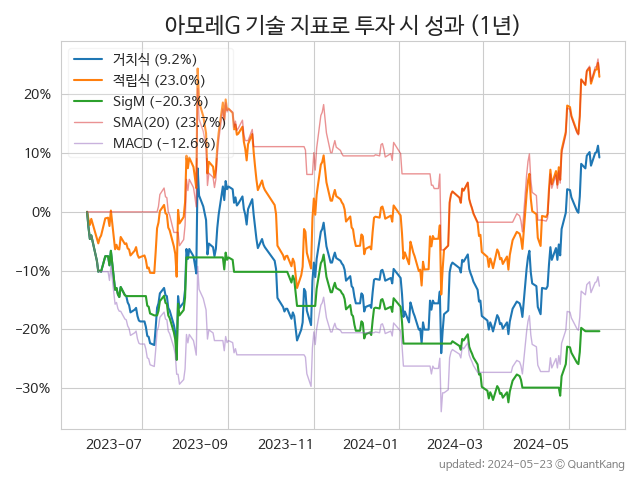 아모레G 기술 지표로 투자 시 성과 (1년)
거치식 (9.2%)
적립식 (23.0%)
SigM (−20.3%)
SMA(20) (23.7%)
MACD (−12.6%)
20%
10%
0%
−10%
−20%
−30%
2023−07 2023−09 2023−11 2024−01 2024−03 2024−05
updated: 2024−05−23 ⓒ QuantKang